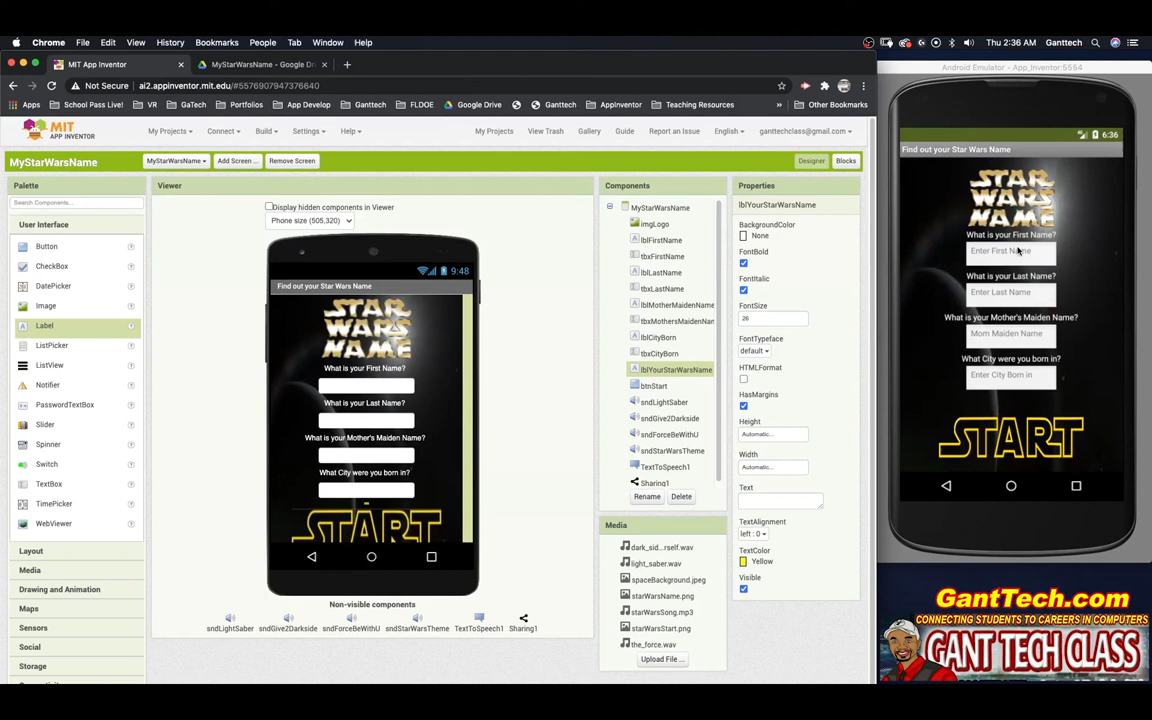 Chrome File Edit View History Bookmarks People Tab Window Help
Thu 2:36 AM Ganttech
MIT App Inventor
MyStarWarsName - Google Dri
Android Emulator - App_Inventor:5554
Not Secure ai2.appinventor.mit.edu/#5576907947376640
Apps School Pass Live! VR GaTech Portfolios App Develop Ganttech FLDOE Google Drive Ganttech AppInventor Teaching Resources Other Bookmarks
MIT
APP INVENTOR
My Projects Connect Build Settings Help My Projects View Trash Gallery Guide Report an Issue English ganttechclass@gmail.com
MyStarWarsName
MyStarWarsName Add Screen ... Remove Screen Designer Blocks
Palette
Search Components...
User Interface
Button
CheckBox
DatePicker
Image
Label
ListPicker
ListView
Notifier
PasswordTextBox
Slider
Spinner
Switch
TextBox
TimePicker
WebViewer
Layout
Media
Drawing and Animation
Maps
Sensors
Social
Storage
Viewer
Display hidden components in Viewer
Phone size (505,320)
9:48
Find out your Star Wars Name
STAR
WARS
NAME
What is your First Name?
What is your Last Name?
What is your Mother's Maiden Name?
What City were you born in?
START
Non-visible components
sndLightSaber sndGive2Darkside sndForceBeWithU sndStarWarsTheme TextToSpeech1 Sharing1
Components
MyStarWarsName
imgLogo
lblFirstName
tbxFirstName
lblLastName
tbxLastName
lblMotherMaidenName
tbxMothersMaidenNam
lblCityBorn
tbxCityBorn
lblYourStarWarsName
btnStart
sndLightSaber
sndGive2Darkside
sndForceBeWithU
sndStarWarsTheme
TextToSpeech1
Sharing1
Rename Delete
Media
dark_sid...rself.wav
light_saber.wav
spaceBackground.jpeg
starWarsName.png
starWarsSong.mp3
starWarsStart.png
the_force.wav
Upload File ...
Properties
lblYourStarWarsName
BackgroundColor
None
FontBold
FontItalic
FontSize
26
FontTypeface
default
HTMLFormat
HasMargins
Height
Automatic...
Width
Automatic...
Text
TextAlignment
left : 0
TextColor
Yellow
Visible
6:36
Find out your Star Wars Name
STAR
WARS
NAME
What is your First Name?
Enter First Name
What is your Last Name?
Enter Last Name
What is your Mother's Maiden Name?
Mom Maiden Name
What City were you born in?
Enter City Born in
START
GantTech.com
CONNECTING STUDENTS TO CAREERS IN COMPUTERS
GANT TECH CLASS